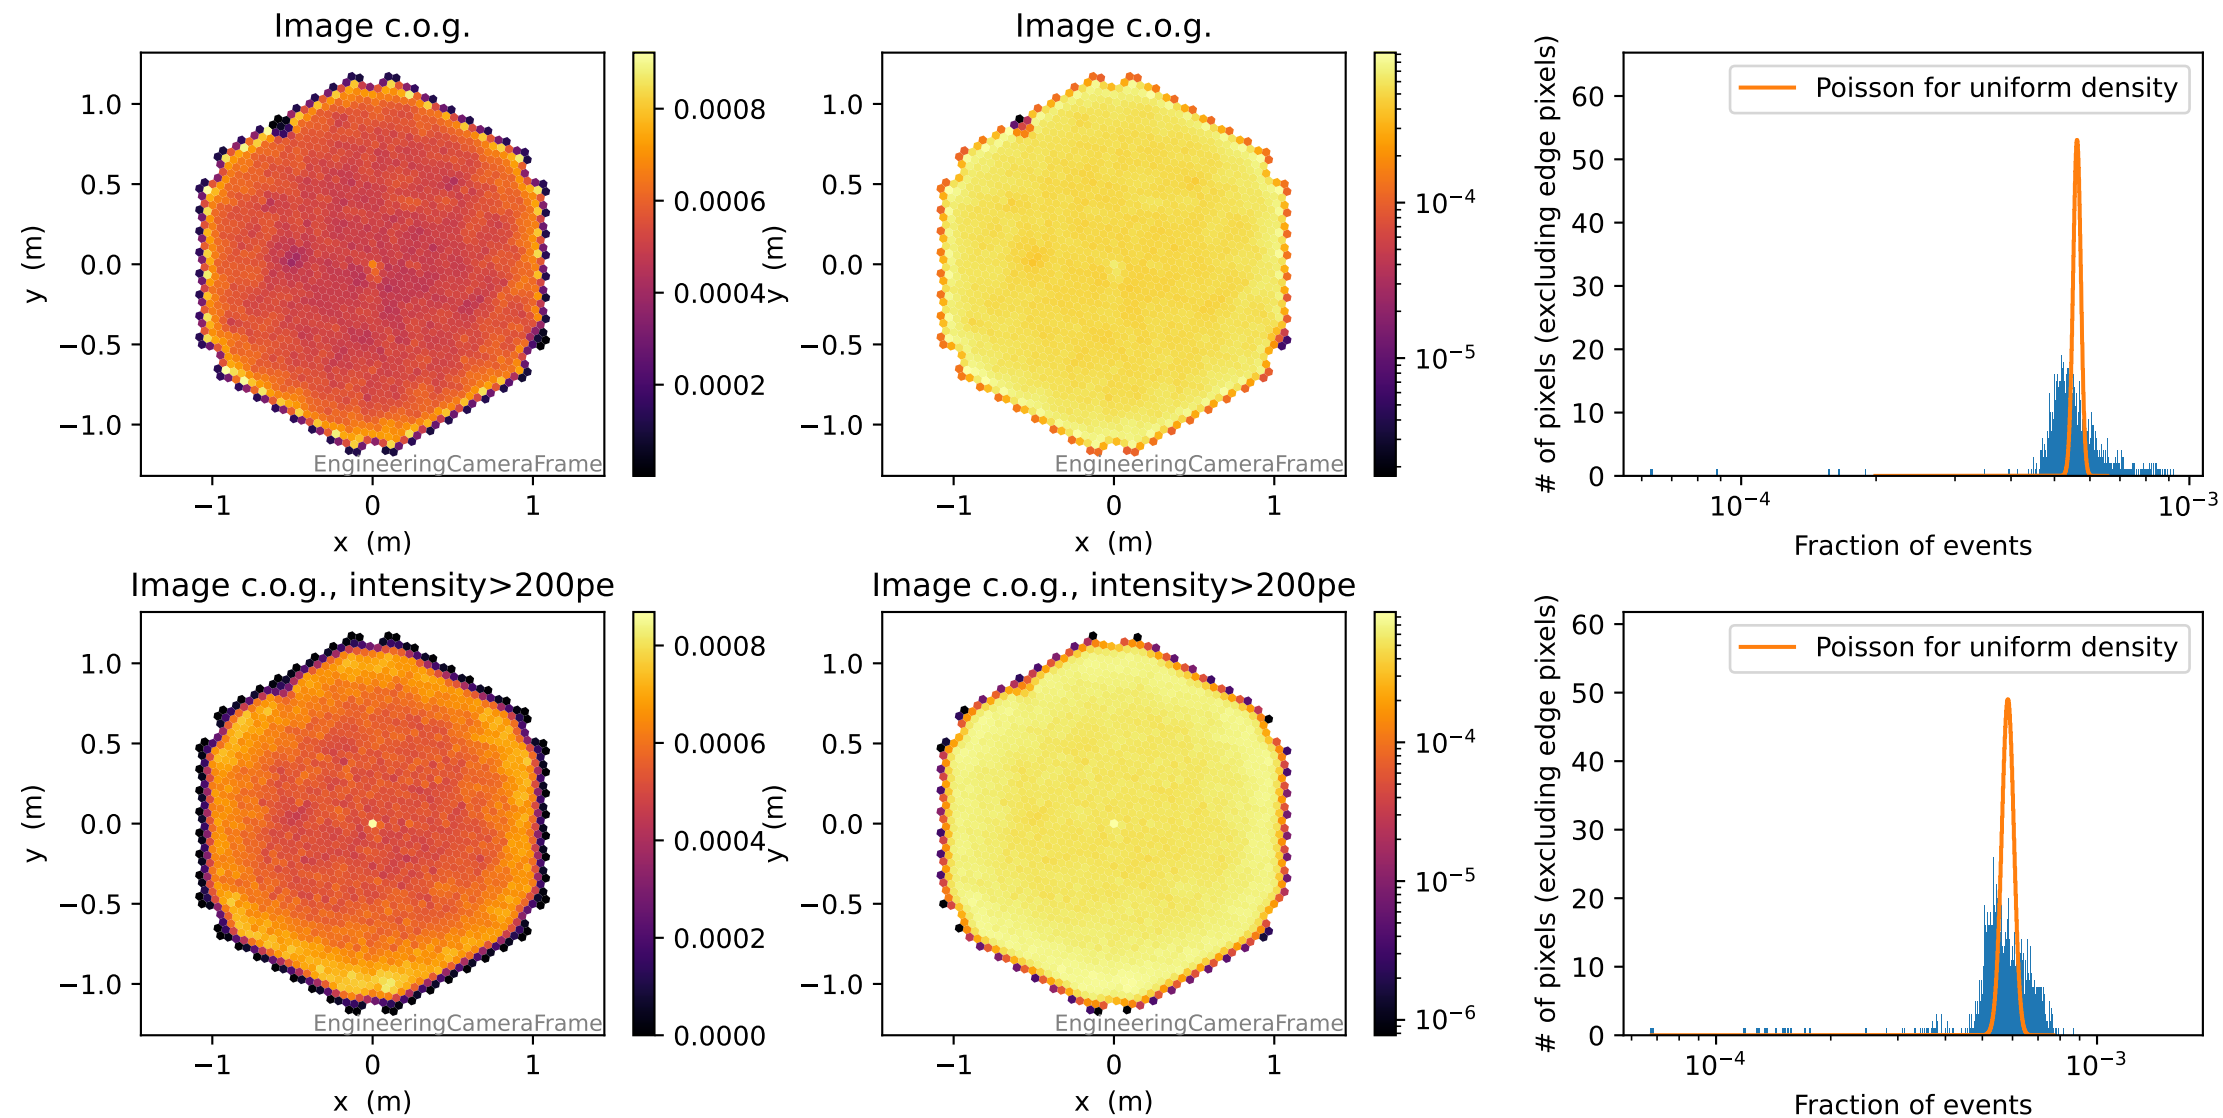 Image c.o.g.
y (m)
1.0
0.5
0.0
−0.5
−1.0
−1
0
1
x (m)
EngineeringCameraFrame
0.0008
0.0006
0.0004
0.0002
Image c.o.g.
y (m)
1.0
0.5
0.0
−0.5
−1.0
−1
0
1
x (m)
EngineeringCameraFrame
10⁻⁴
10⁻⁵
# of pixels (excluding edge pixels)
60
50
40
30
20
10
0
Poisson for uniform density
10⁻⁴
10⁻³
Fraction of events
Image c.o.g., intensity>200pe
y (m)
1.0
0.5
0.0
−0.5
−1.0
−1
0
1
x (m)
EngineeringCameraFrame
0.0008
0.0006
0.0004
0.0002
0.0000
Image c.o.g., intensity>200pe
y (m)
1.0
0.5
0.0
−0.5
−1.0
−1
0
1
x (m)
EngineeringCameraFrame
10⁻⁴
10⁻⁵
10⁻⁶
# of pixels (excluding edge pixels)
60
50
40
30
20
10
0
Poisson for uniform density
10⁻⁴
10⁻³
Fraction of events